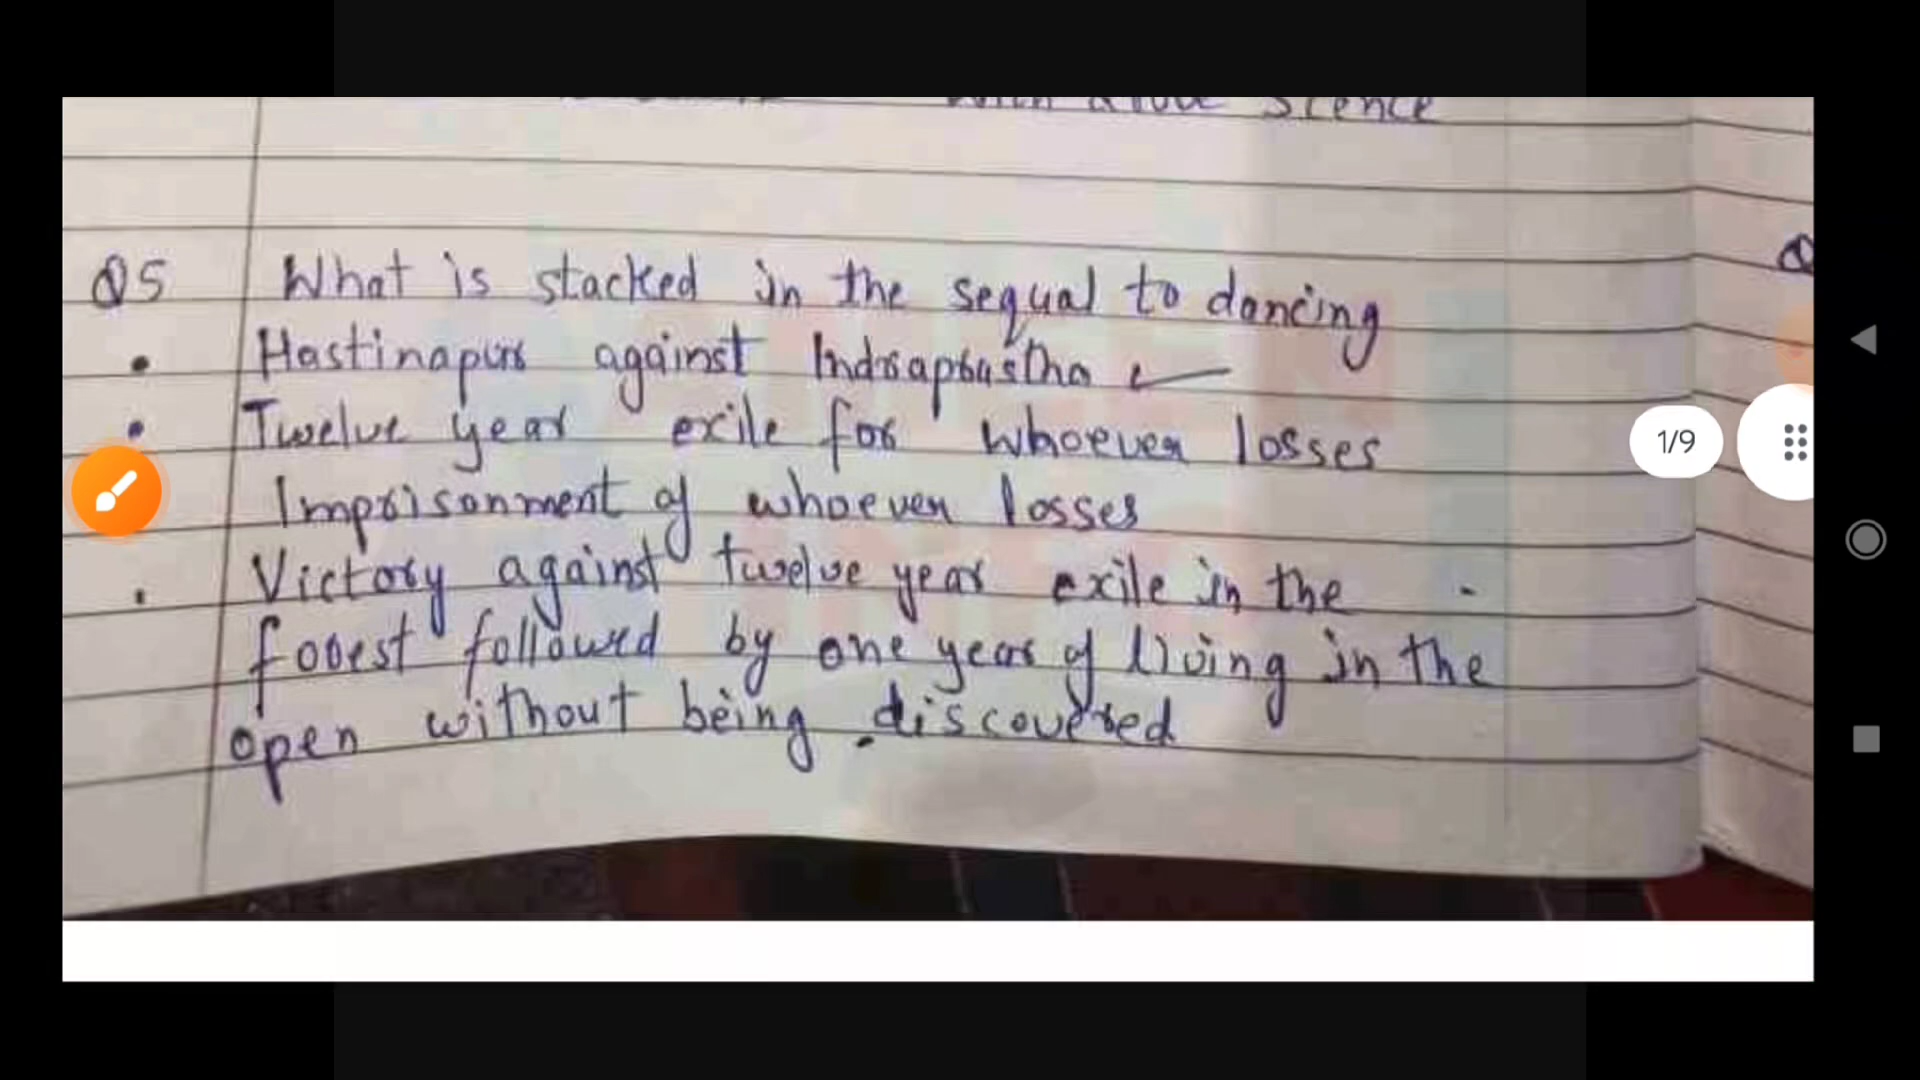 Stence
Q5 What is stacked in the sequal to dancing
• Hastinapur against Indraprastha
• Twelve year exile for whoever losses
Imprisonment of whoever losses
• Victory against twelve year exile in the
forest followed by one year of living in the
open without being discovered
1/9